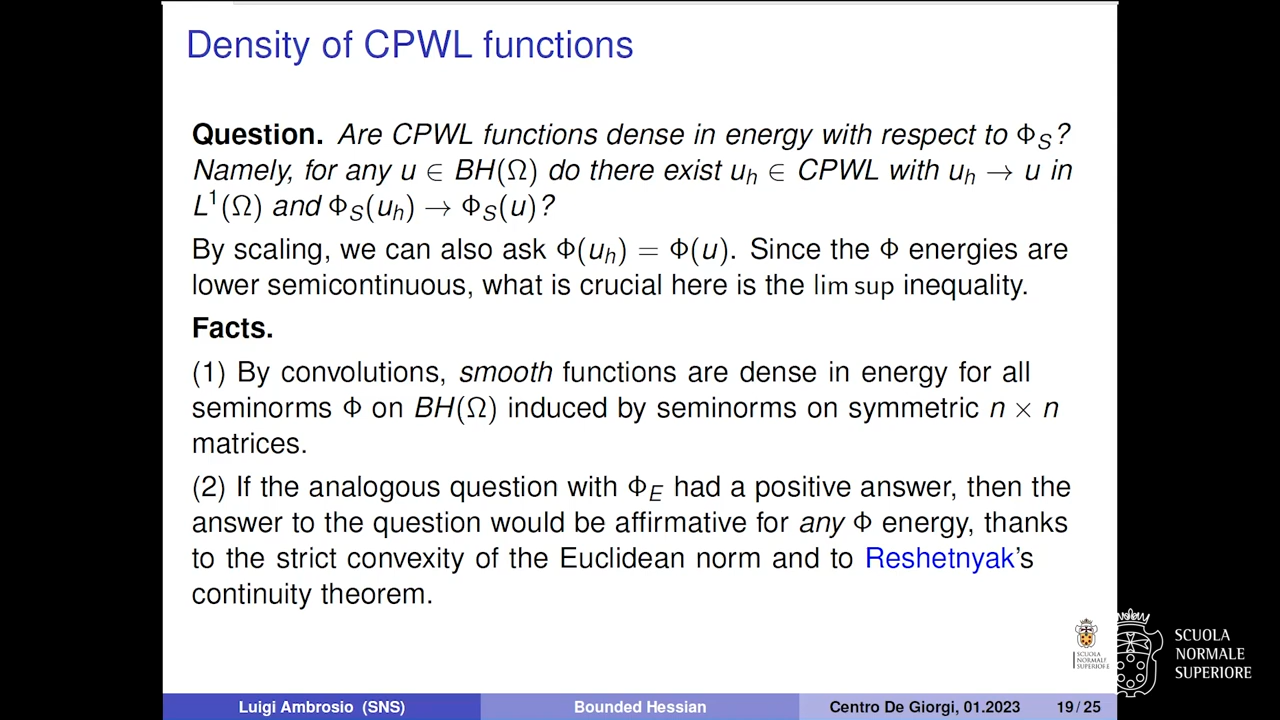 Density of CPWL functions
Question. Are CPWL functions dense in energy with respect to Φ_S?
Namely, for any u ∈ BH(Ω) do there exist u_h ∈ CPWL with u_h → u in
L¹(Ω) and Φ_S(u_h) → Φ_S(u)?
By scaling, we can also ask Φ(u_h) = Φ(u). Since the Φ energies are
lower semicontinuous, what is crucial here is the lim sup inequality.
Facts.
(1) By convolutions, smooth functions are dense in energy for all
seminorms Φ on BH(Ω) induced by seminorms on symmetric n × n
matrices.
(2) If the analogous question with Φ_E had a positive answer, then the
answer to the question would be affirmative for any Φ energy, thanks
to the strict convexity of the Euclidean norm and to Reshetnyak's
continuity theorem.
SCUOLA
NORMALE
SUPERIORE
SCUOLA
NORMALE
SUPERIORE
Luigi Ambrosio (SNS)
Bounded Hessian
Centro De Giorgi, 01.2023
19 / 25